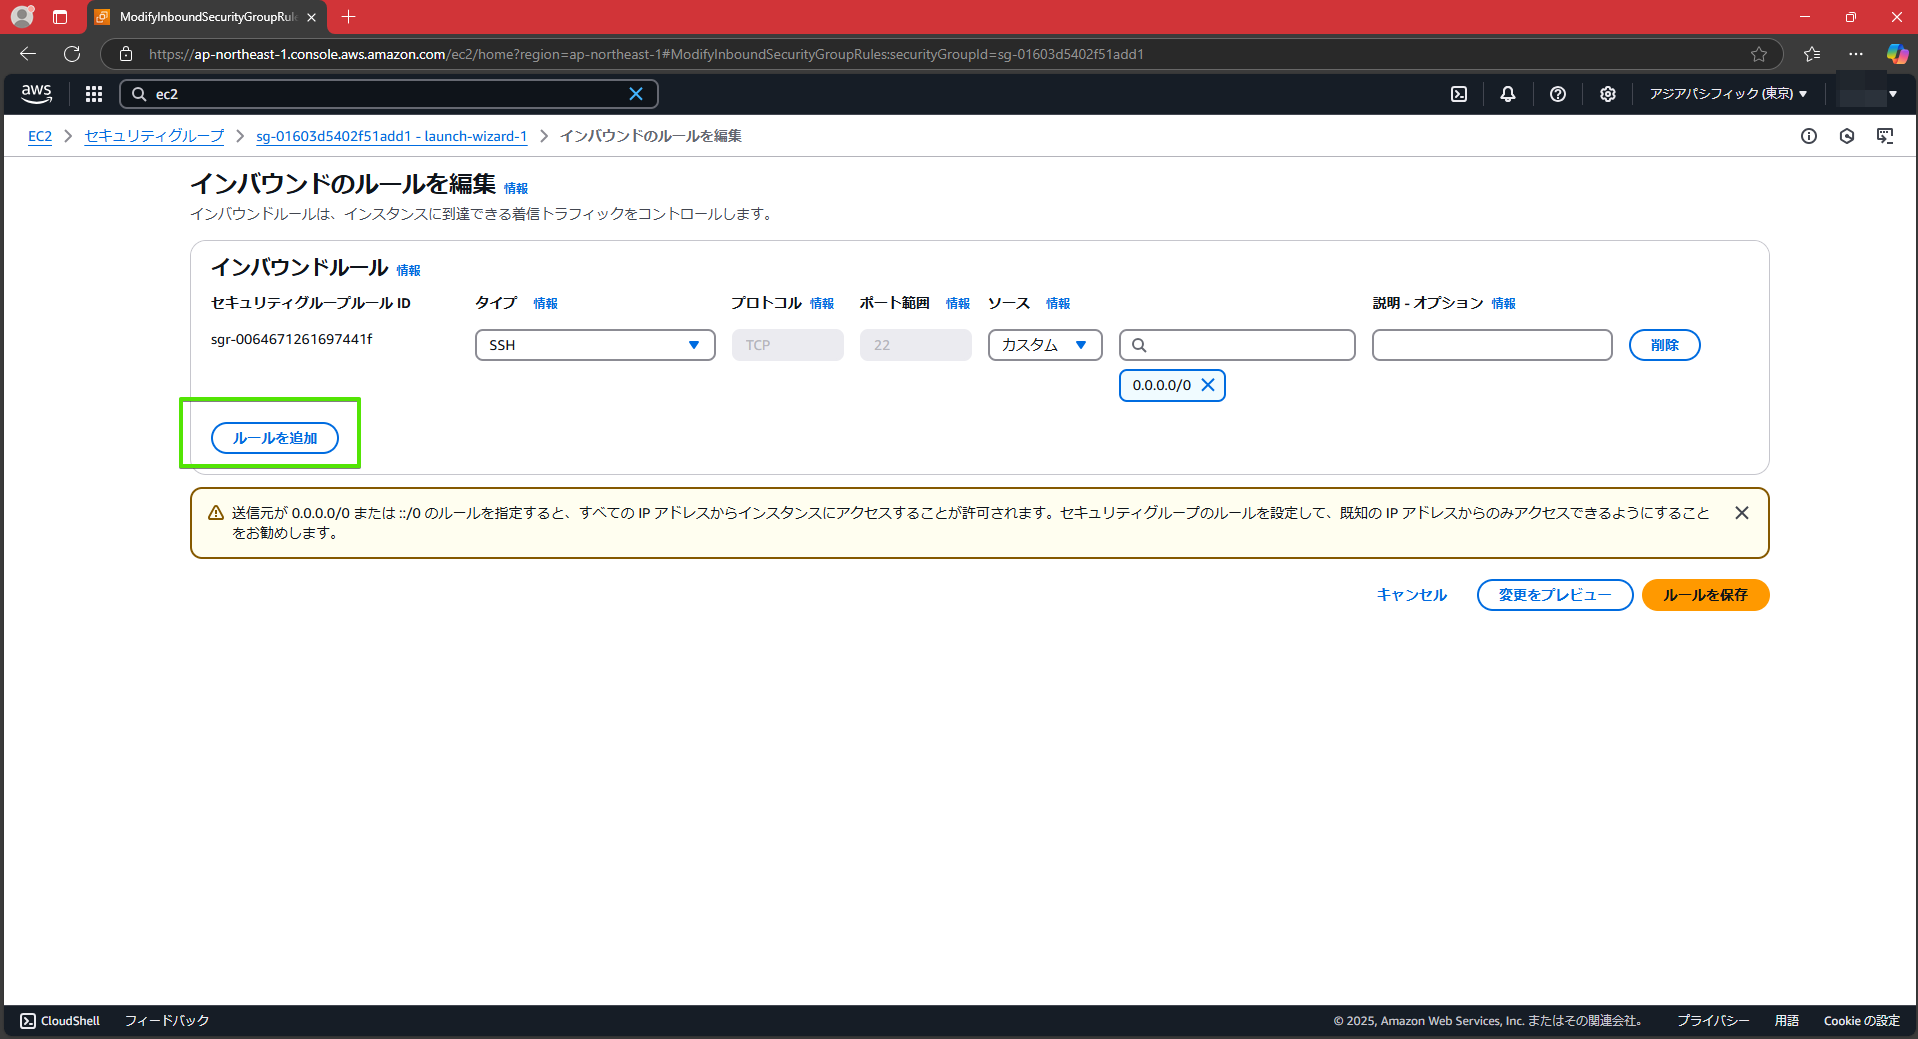 ModifyInboundSecurityGroupRul
https://ap-northeast-1.console.aws.amazon.com/ec2/home?region=ap-northeast-1#ModifyInboundSecurityGroupRules:securityGroupId=sg-01603d5402f51add1
aws
ec2
アジアパシフィック (東京)
EC2 セキュリティグループ sg-01603d5402f51add1 - launch-wizard-1 インバウンドのルールを編集
インバウンドのルールを編集 情報
インバウンドルールは、インスタンスに到達できる着信トラフィックをコントロールします。
インバウンドルール 情報
セキュリティグループルール ID タイプ 情報 プロトコル 情報 ポート範囲 情報 ソース 情報 説明 - オプション 情報
sgr-0064671261697441f SSH TCP 22 カスタム 削除
0.0.0.0/0
ルールを追加
送信元が 0.0.0.0/0 または ::/0 のルールを指定すると、すべての IP アドレスからインスタンスにアクセスすることが許可されます。セキュリティグループのルールを設定して、既知の IP アドレスからのみアクセスできるようにすること
をお勧めします。
キャンセル 変更をプレビュー ルールを保存
CloudShell フィードバック © 2025, Amazon Web Services, Inc. またはその関連会社。 プライバシー 用語 Cookie の設定